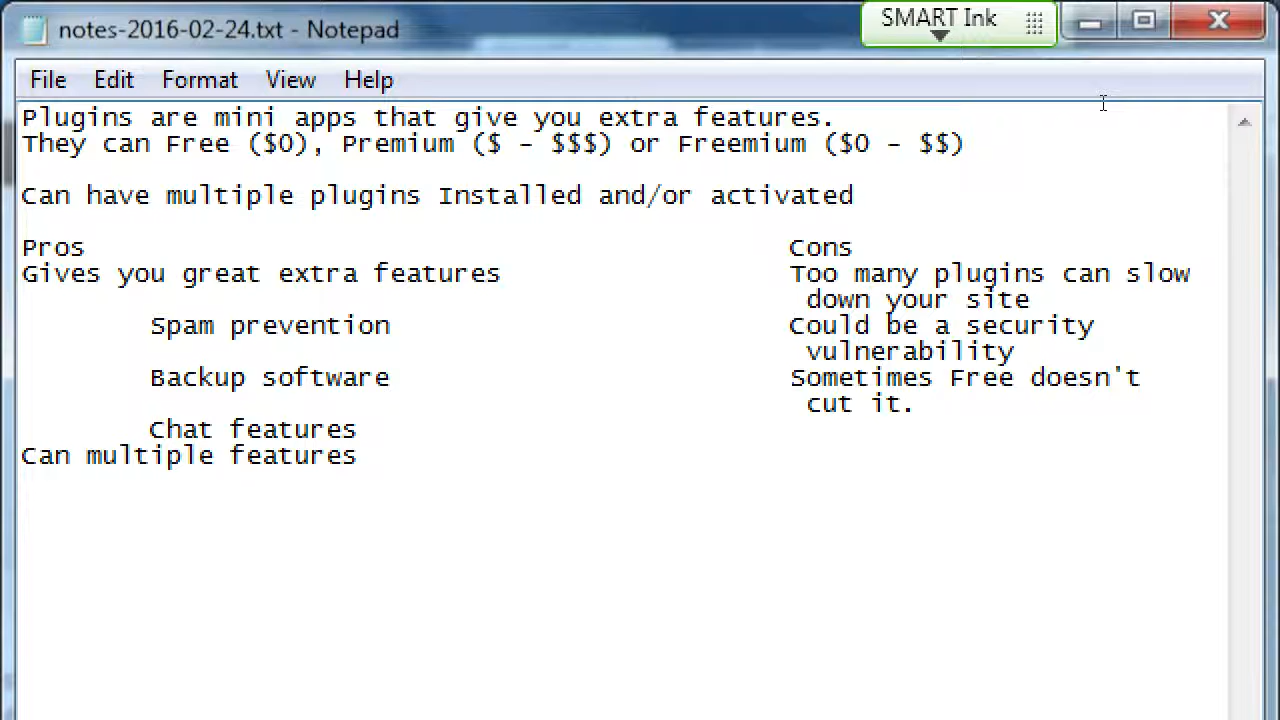 notes-2016-02-24.txt - Notepad
SMART Ink
File Edit Format View Help
Plugins are mini apps that give you extra features.
They can Free ($0), Premium ($ - $$$) or Freemium ($0 - $$)
Can have multiple plugins Installed and/or activated
Pros Cons
Gives you great extra features Too many plugins can slow
down your site
Spam prevention Could be a security
vulnerability
Backup software Sometimes Free doesn't
cut it.
Chat features
Can multiple features